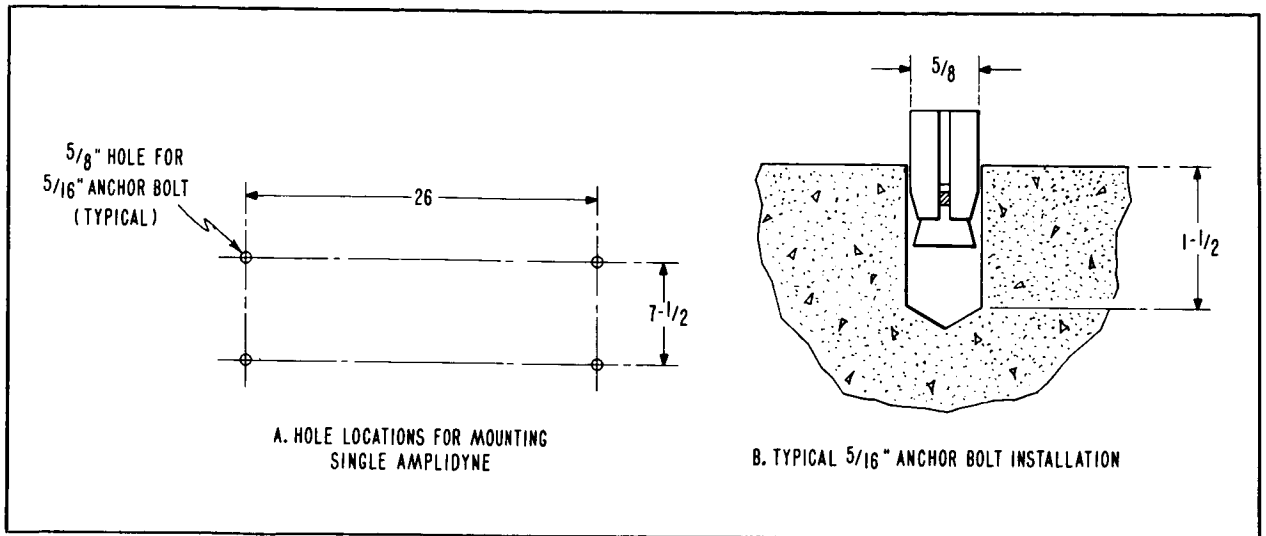 5/8" HOLE FOR
5/16" ANCHOR BOLT
(TYPICAL)
26
7-1/2
A. HOLE LOCATIONS FOR MOUNTING
SINGLE AMPLIDYNE
5/8
1-1/2
B. TYPICAL 5/16" ANCHOR BOLT INSTALLATION